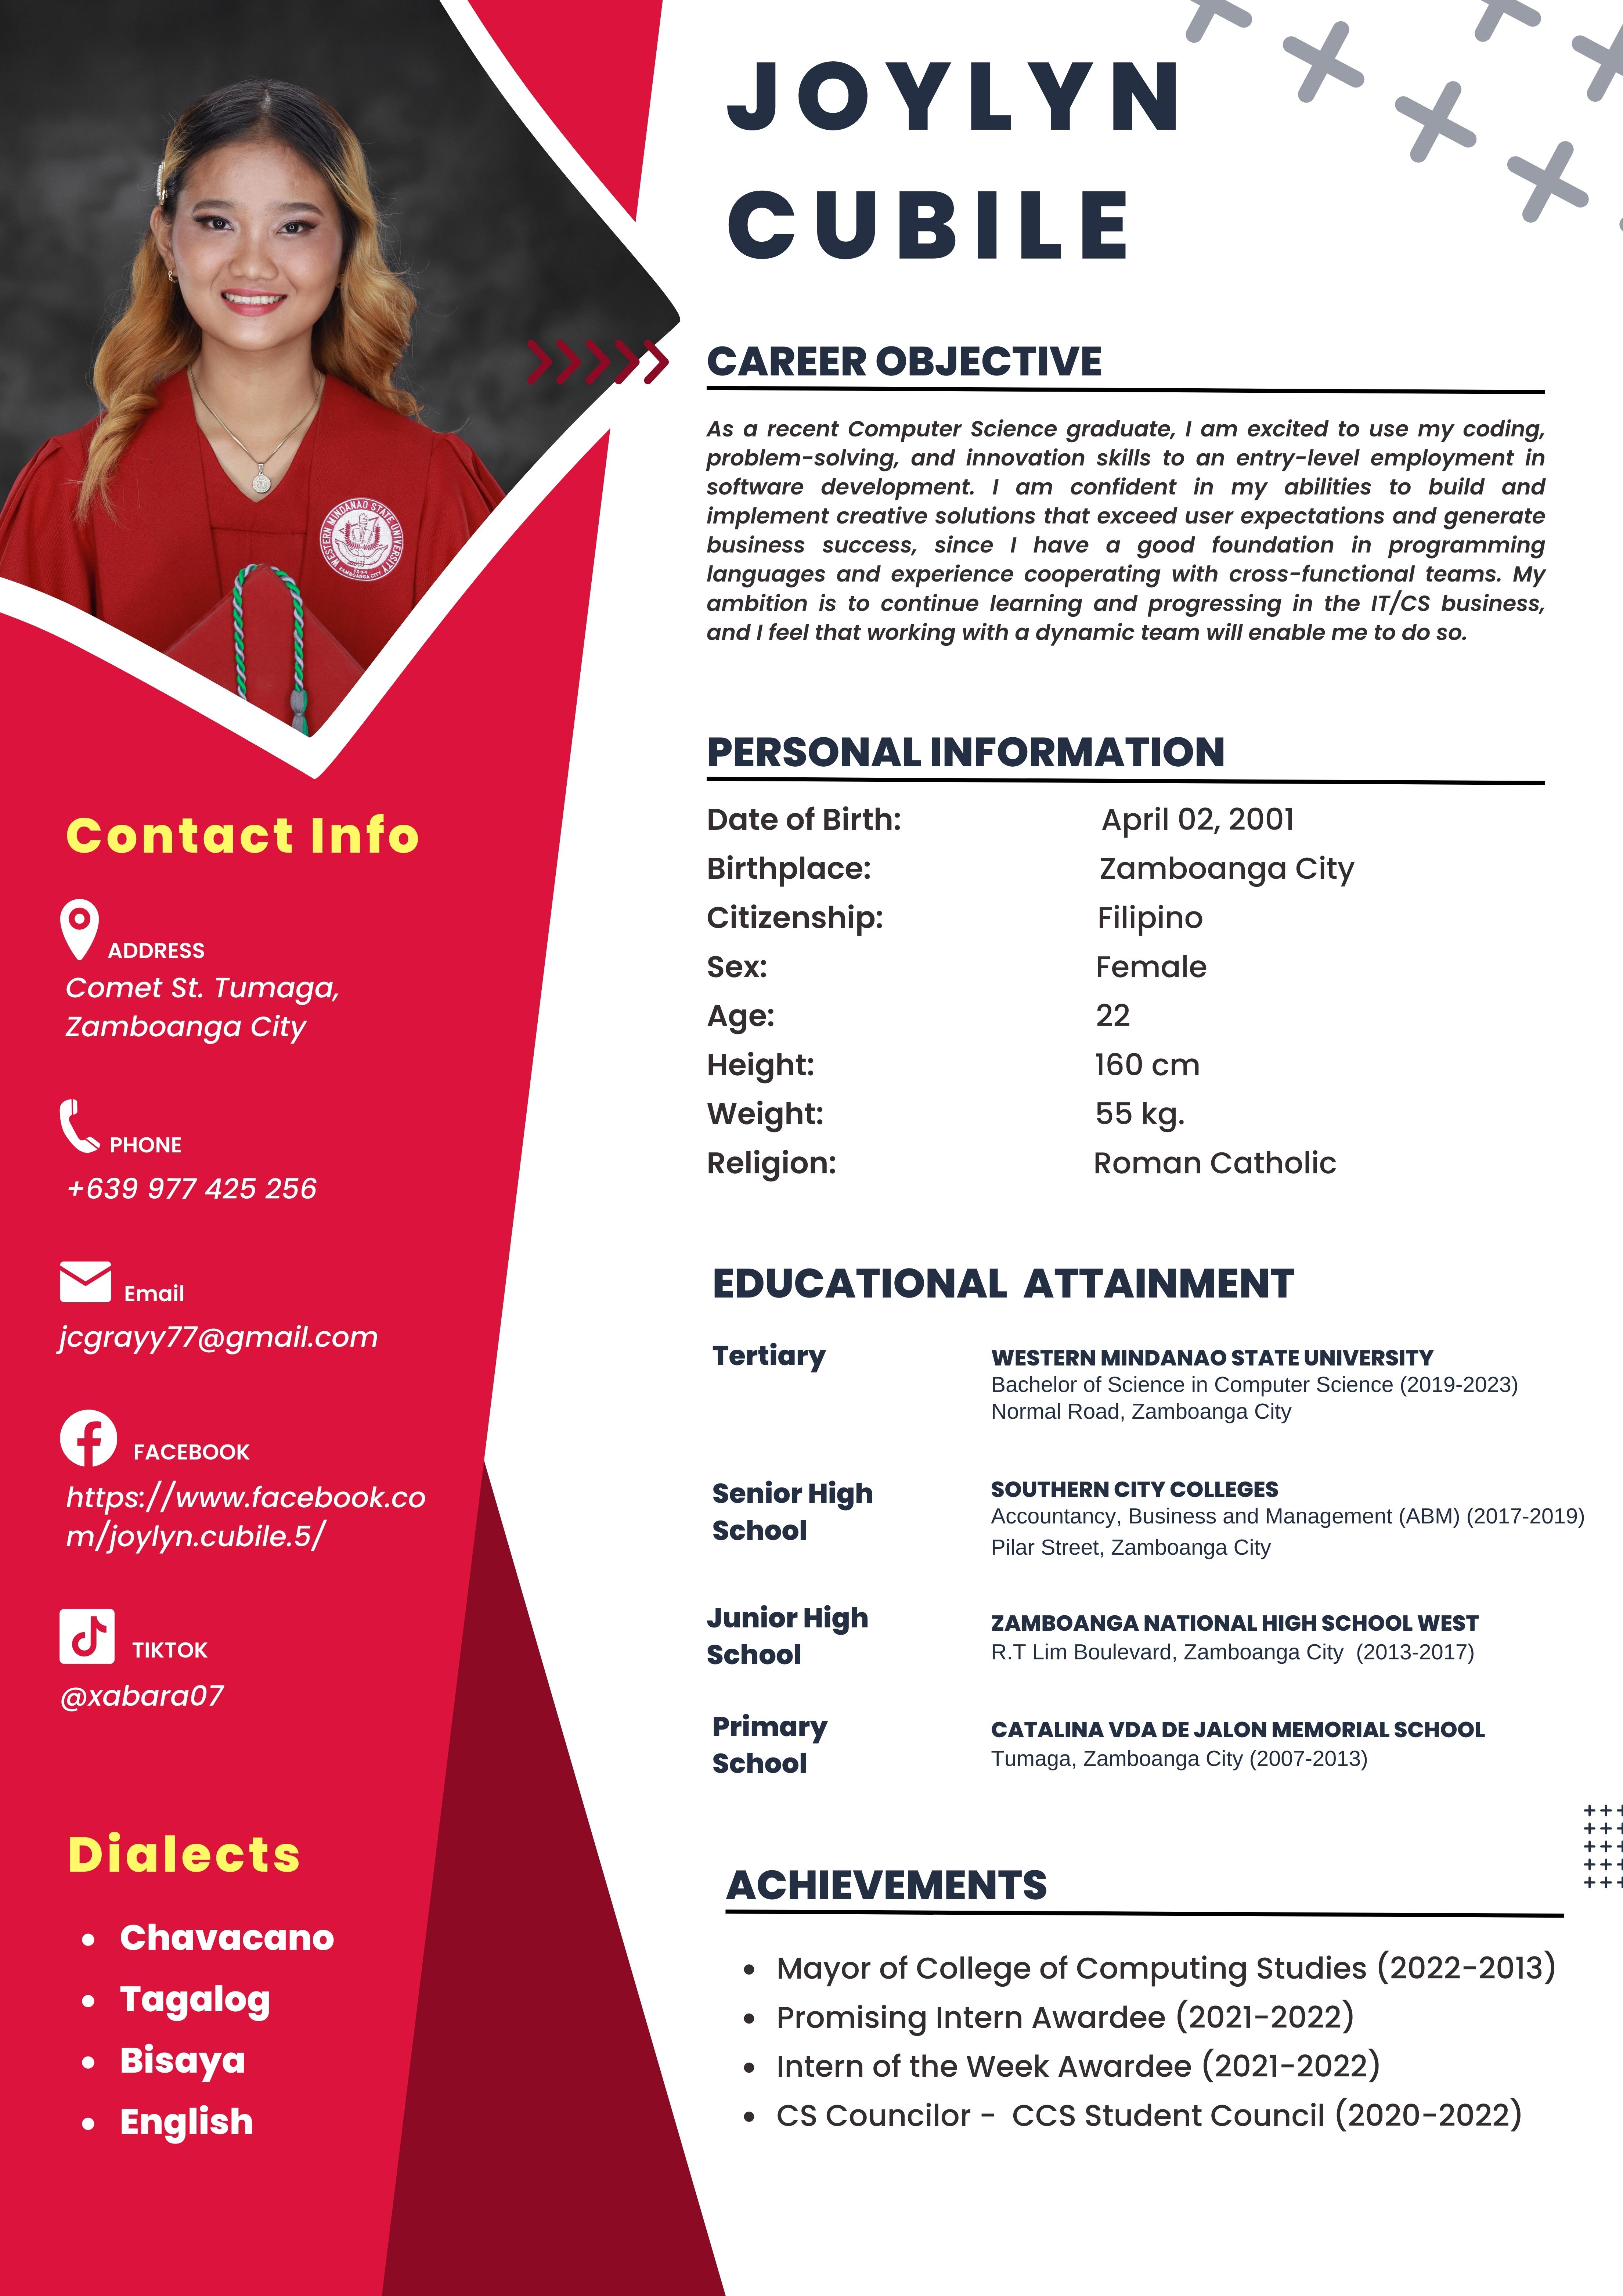 JOYLYN
CUBILE
CAREER OBJECTIVE
As a recent Computer Science graduate, I am excited to use my coding,
problem-solving, and innovation skills to an entry-level employment in
software development. I am confident in my abilities to build and
implement creative solutions that exceed user expectations and generate
business success, since I have a good foundation in programming
languages and experience cooperating with cross-functional teams. My
ambition is to continue learning and progressing in the IT/CS business,
and I feel that working with a dynamic team will enable me to do so.
WESTERN MINDANAO STATE UNIVERSITY
ZAMBOANGA CITY
Contact Info
ADDRESS
Comet St. Tumaga,
Zamboanga City
PHONE
+639 977 425 256
Email
jcgrayy77@gmail.com
FACEBOOK
https://www.facebook.co
m/joylyn.cubile.5/
TIKTOK
@xabara07
Dialects
• Chavacano
• Tagalog
• Bisaya
• English
PERSONAL INFORMATION
Date of Birth: April 02, 2001
Birthplace: Zamboanga City
Citizenship: Filipino
Sex: Female
Age: 22
Height: 160 cm
Weight: 55 kg.
Religion: Roman Catholic
EDUCATIONAL ATTAINMENT
Tertiary
WESTERN MINDANAO STATE UNIVERSITY
Bachelor of Science in Computer Science (2019-2023)
Normal Road, Zamboanga City
Senior High
School
SOUTHERN CITY COLLEGES
Accountancy, Business and Management (ABM) (2017-2019)
Pilar Street, Zamboanga City
Junior High
School
ZAMBOANGA NATIONAL HIGH SCHOOL WEST
R.T Lim Boulevard, Zamboanga City (2013-2017)
Primary
School
CATALINA VDA DE JALON MEMORIAL SCHOOL
Tumaga, Zamboanga City (2007-2013)
ACHIEVEMENTS
• Mayor of College of Computing Studies (2022-2013)
• Promising Intern Awardee (2021-2022)
• Intern of the Week Awardee (2021-2022)
• CS Councilor - CCS Student Council (2020-2022)